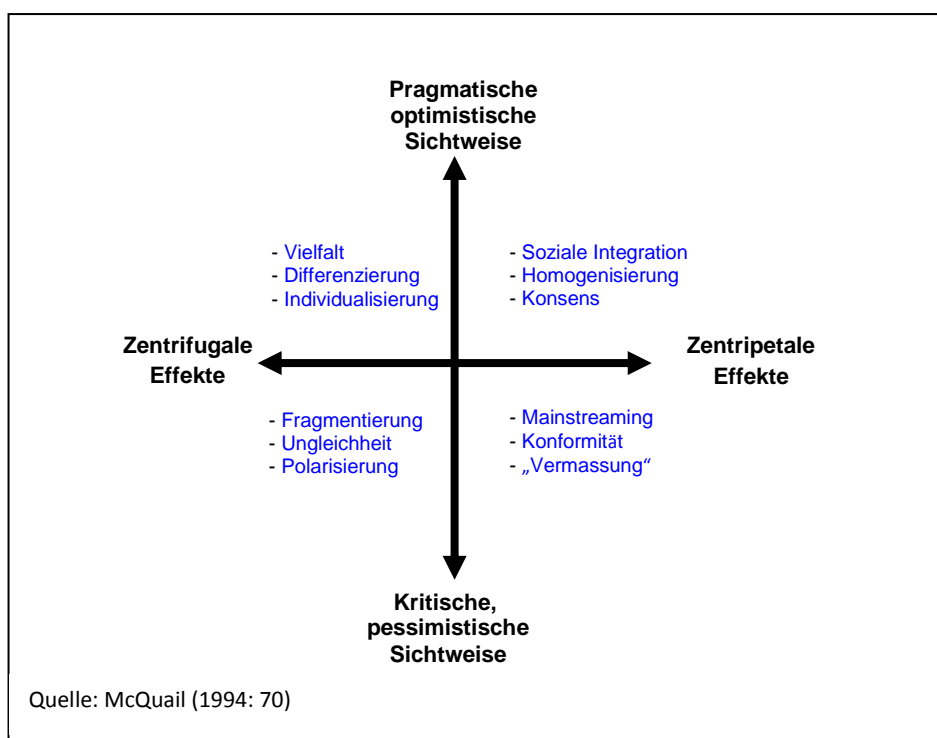 Pragmatische
optimistische
Sichtweise
- Vielfalt
- Differenzierung
- Individualisierung
- Soziale Integration
- Homogenisierung
- Konsens
Zentrifugale
Effekte
Zentripetale
Effekte
- Fragmentierung
- Ungleichheit
- Polarisierung
- Mainstreaming
- Konformität
- „Vermassung“
Kritische,
pessimistische
Sichtweise
Quelle: McQuail (1994: 70)